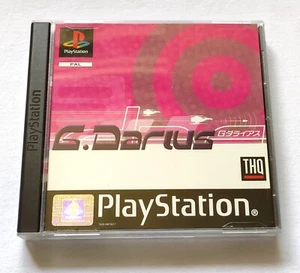 PlayStation
PlayStation
PAL
G.Darius
Gダライアス
THQ
PlayStation®